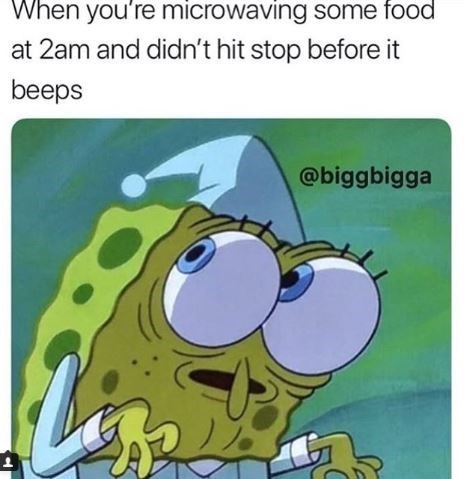 When you're microwaving some food
at 2am and didn't hit stop before it
beeps
@biggbigga